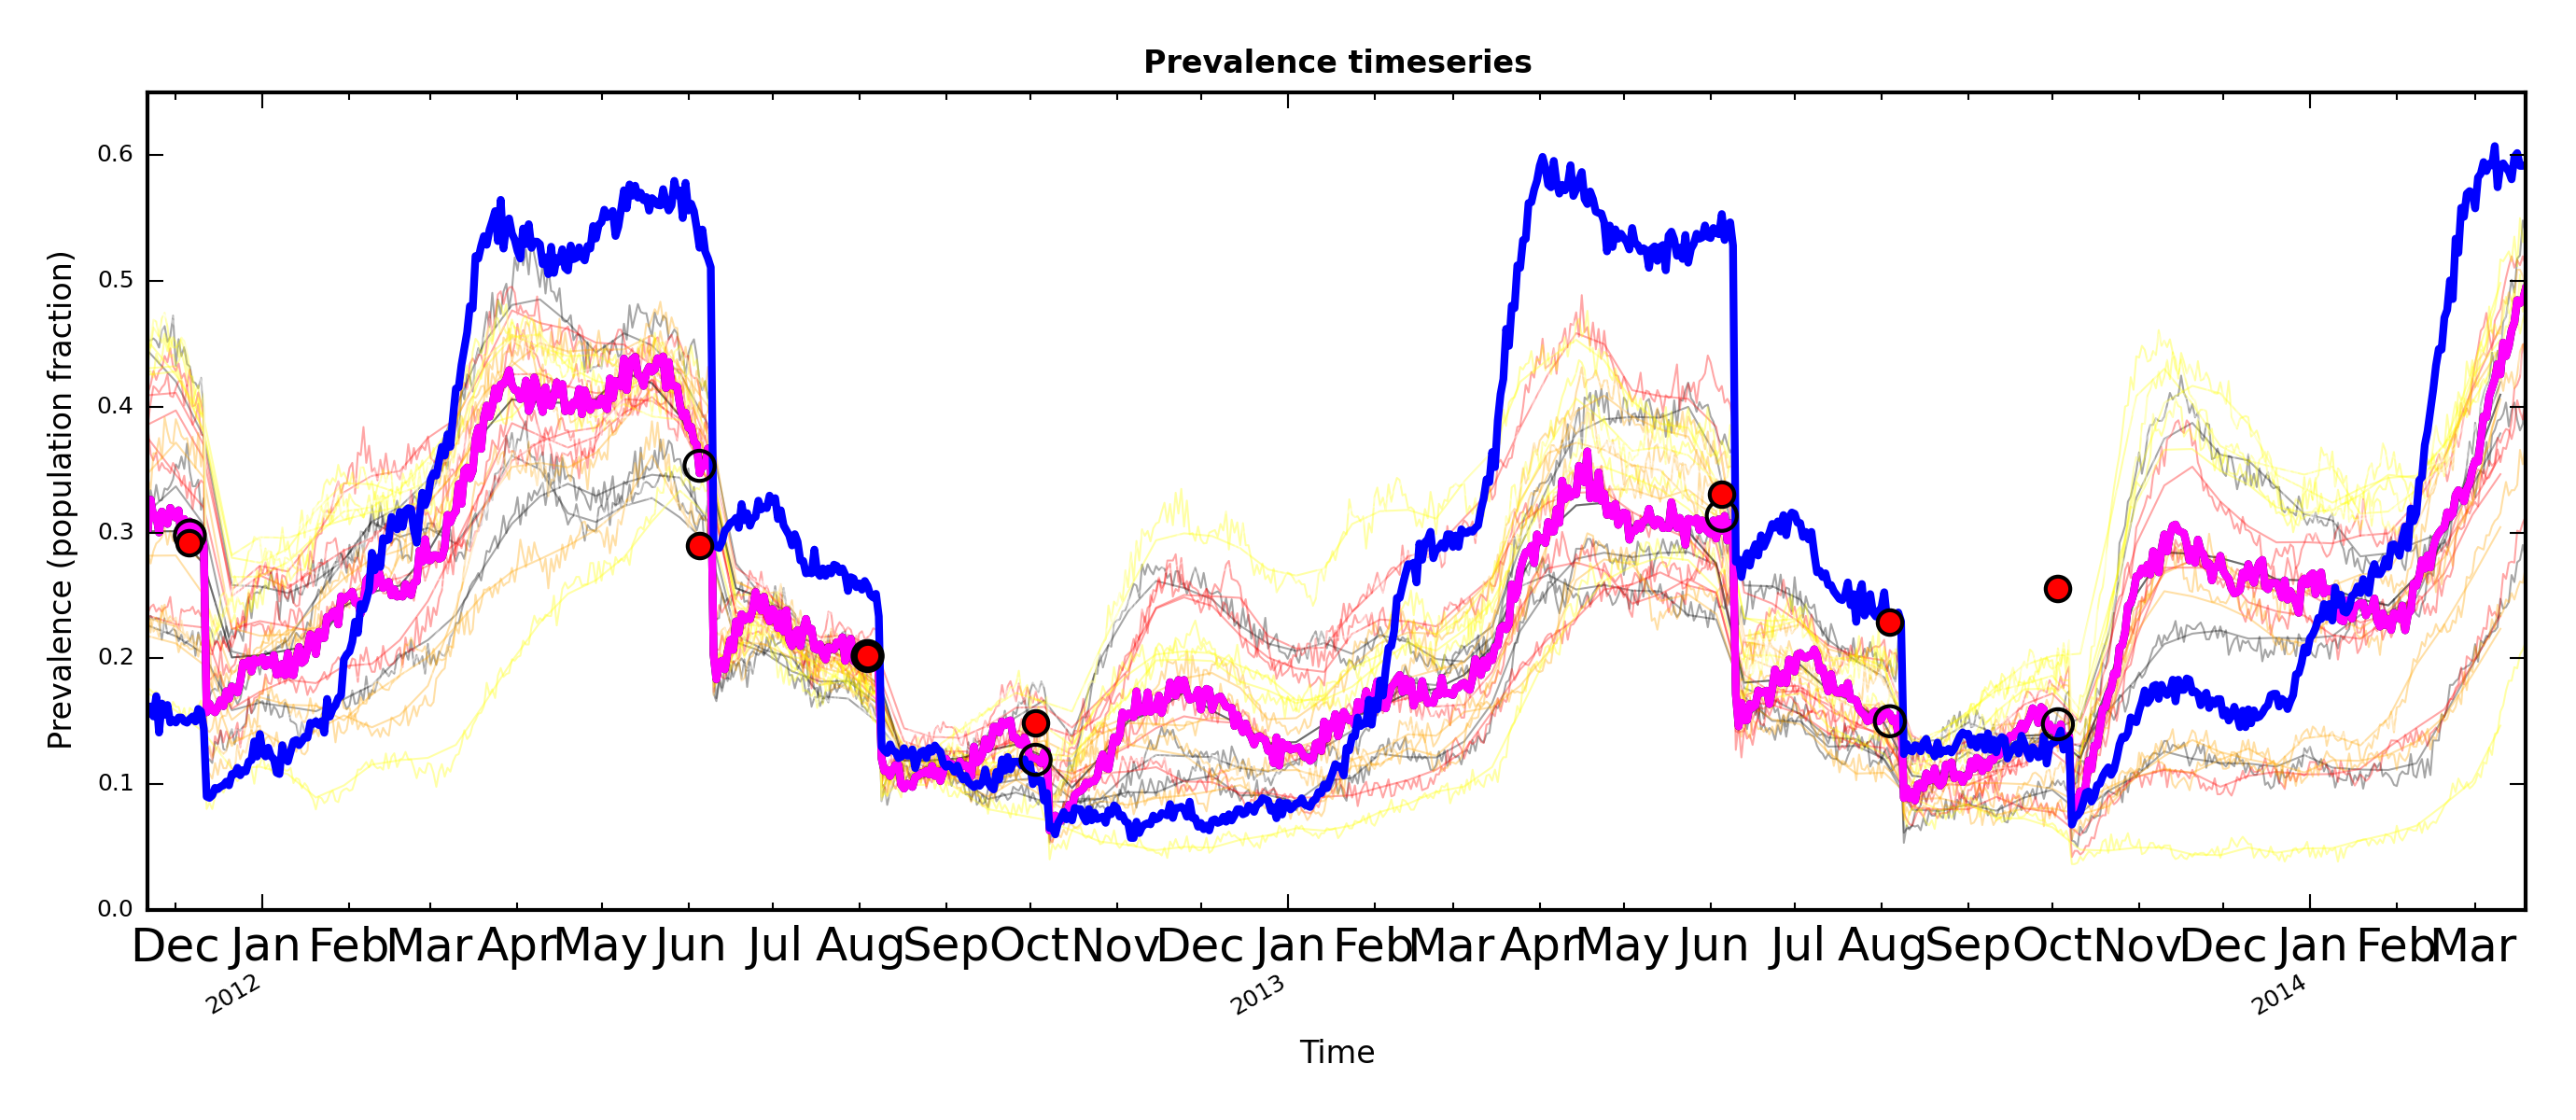 Prevalence timeseries
Prevalence (population fraction)
0.6
0.5
0.4
0.3
0.2
0.1
0.0
Dec Jan Feb Mar Apr May Jun Jul Aug Sep Oct Nov Dec Jan Feb Mar Apr May Jun Jul Aug Sep Oct Nov Dec Jan Feb Mar
2012 2013 2014
Time